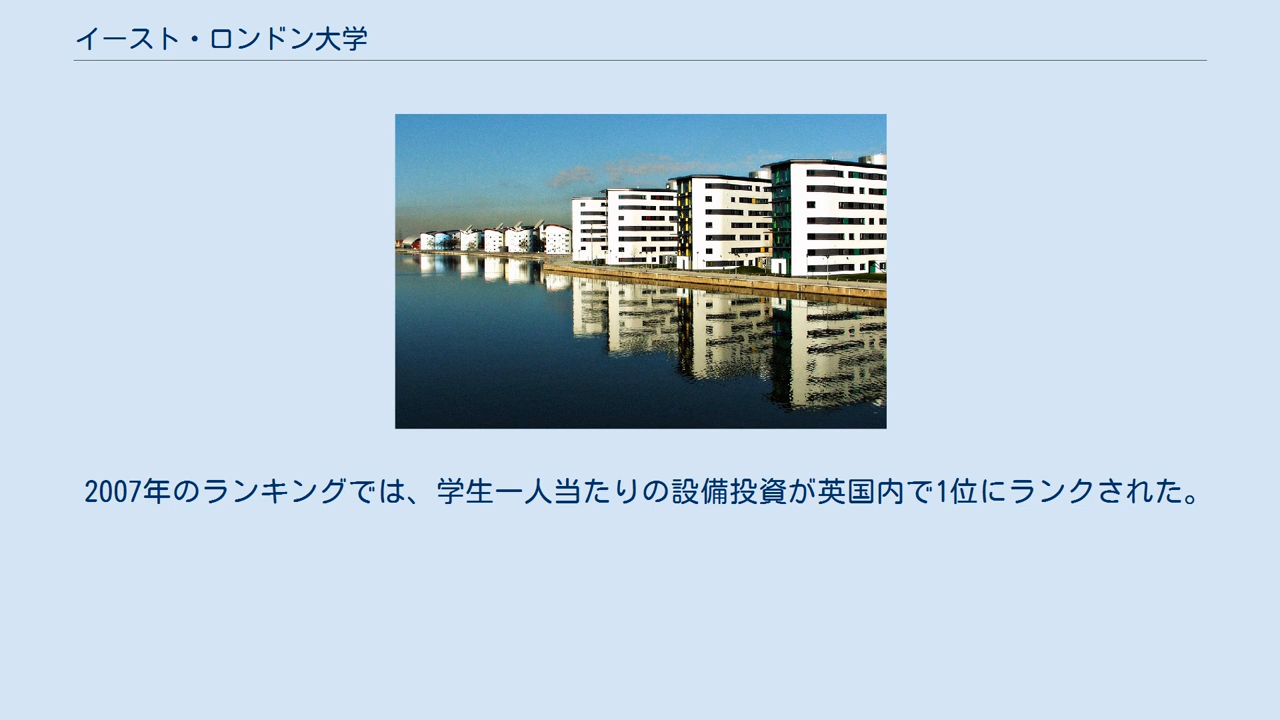 イースト・ロンドン大学
2007年のランキングでは、学生一人当たりの設備投資が英国内で1位にランクされた。